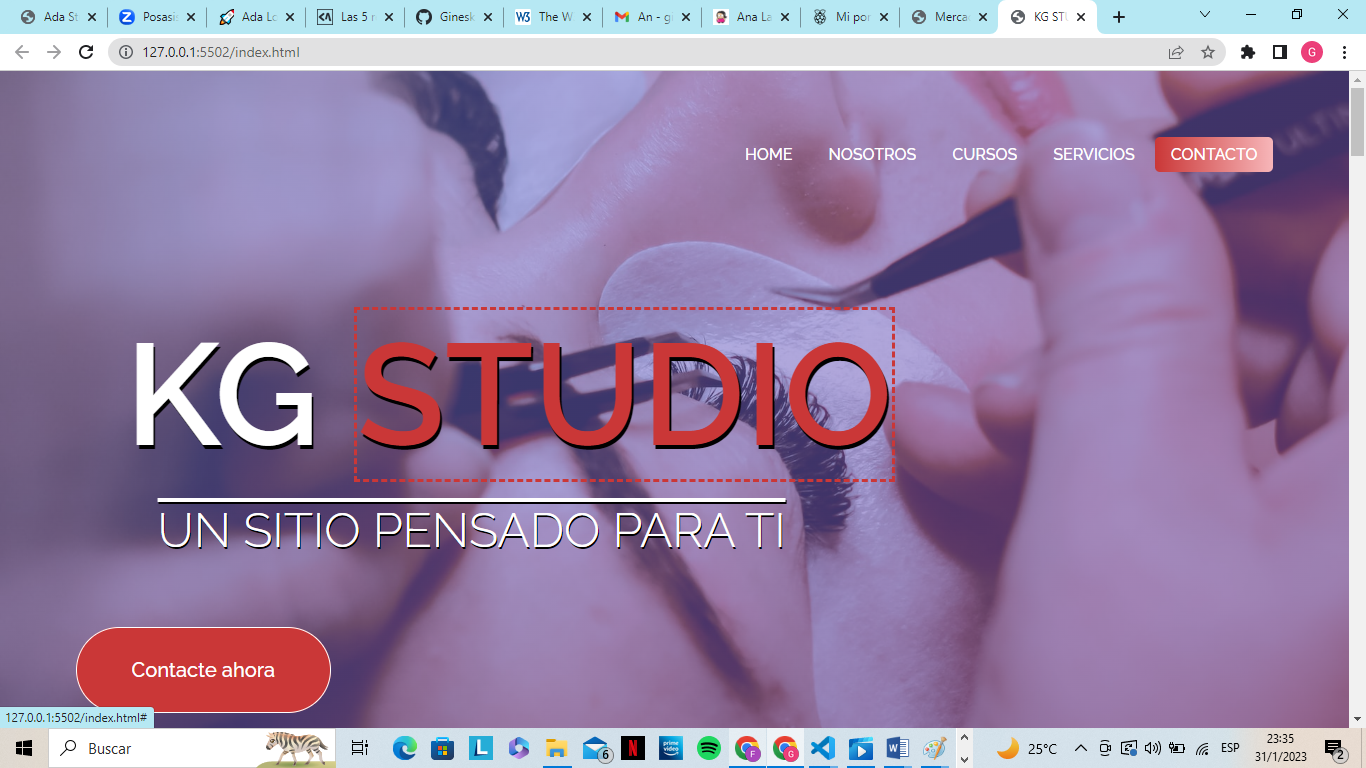 Ada St
Posasis
Ada Lo
Las 5 r
Ginesk
The W
An - gi
Ana La
Mi por
Merca
KG STU
127.0.0.1:5502/index.html
G
HOME NOSOTROS CURSOS SERVICIOS CONTACTO
KG STUDIO
UN SITIO PENSADO PARA TI
Contacte ahora
127.0.0.1:5502/index.html#
Buscar
6
25°C
ESP
23:35
31/1/2023
2